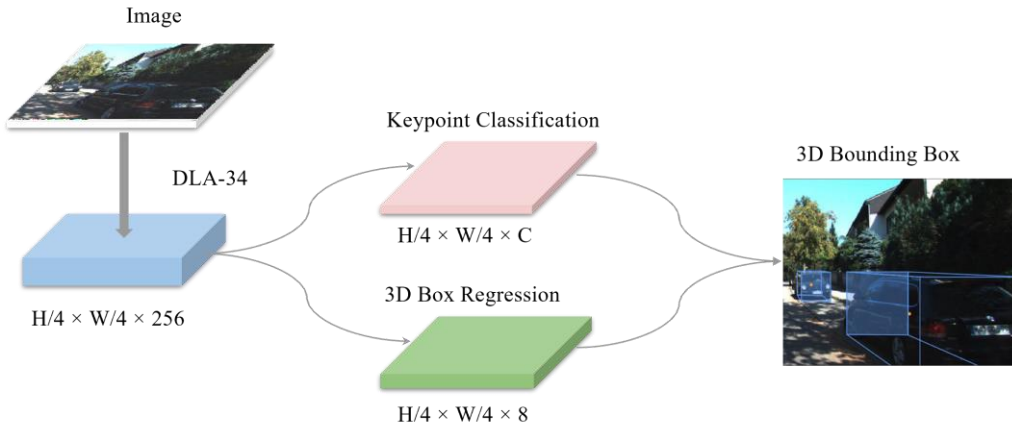 Image
DLA-34
H/4 × W/4 × 256
Keypoint Classification
H/4 × W/4 × C
3D Box Regression
H/4 × W/4 × 8
3D Bounding Box